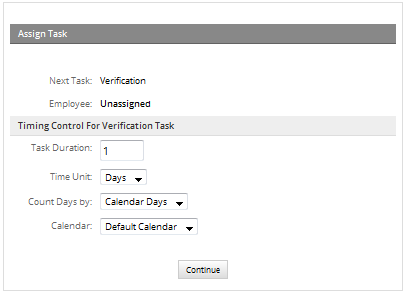 Assign Task
Next Task: Verification
Employee: Unassigned
Timing Control For Verification Task
Task Duration: 1
Time Unit: Days
Count Days by: Calendar Days
Calendar: Default Calendar
Continue